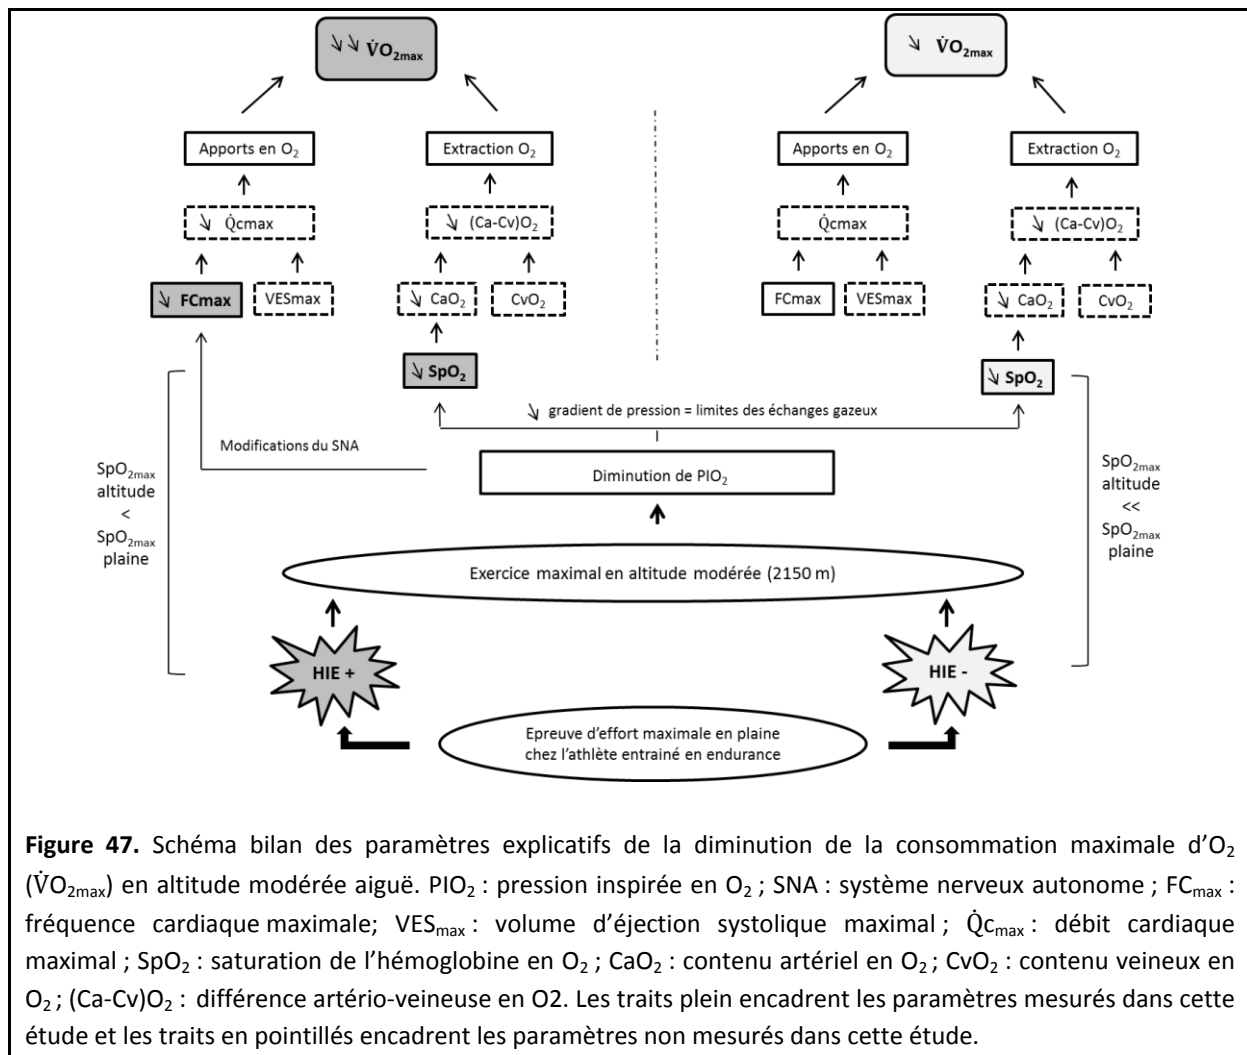 ↘↘ V̇O₂max
↘ V̇O₂max
Apports en O₂
Extraction O₂
Apports en O₂
Extraction O₂
↘ Q̇cmax
↘ (Ca-Cv)O₂
Q̇cmax
↘ (Ca-Cv)O₂
↘ FCmax
VESmax
↘ CaO₂
CvO₂
FCmax
VESmax
↘ CaO₂
CvO₂
↘ SpO₂
↘ SpO₂
↘ gradient de pression = limites des échanges gazeux
Modifications du SNA
SpO₂max
altitude
<
SpO₂max
plaine
Diminution de PIO₂
SpO₂max
altitude
<<
SpO₂max
plaine
Exercice maximal en altitude modérée (2150 m)
HIE +
HIE -
Epreuve d’effort maximale en plaine
chez l’athlète entrainé en endurance
Figure 47. Schéma bilan des paramètres explicatifs de la diminution de la consommation maximale d’O₂
(V̇O₂max) en altitude modérée aiguë. PIO₂ : pression inspirée en O₂ ; SNA : système nerveux autonome ; FCmax :
fréquence cardiaque maximale; VESmax : volume d’éjection systolique maximal ; Q̇cmax : débit cardiaque
maximal ; SpO₂ : saturation de l’hémoglobine en O₂ ; CaO₂ : contenu artériel en O₂ ; CvO₂ : contenu veineux en
O₂ ; (Ca-Cv)O₂ : différence artério-veineuse en O2. Les traits plein encadrent les paramètres mesurés dans cette
étude et les traits en pointillés encadrent les paramètres non mesurés dans cette étude.